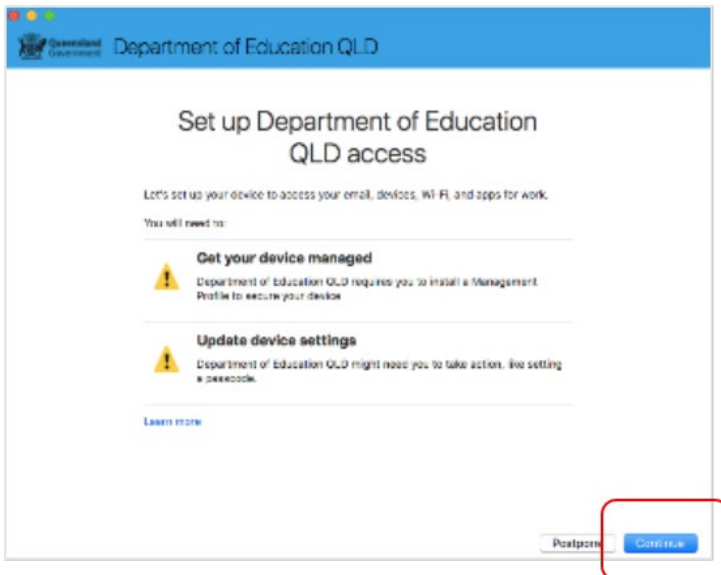 Queensland
Government
Department of Education QLD
Set up Department of Education
QLD access
Let's set up your device to access your email, devices, Wi-Fi, and apps for work.
You will need to:
Get your device managed
Department of Education QLD requires you to install a Management
Profile to secure your device
Update device settings
Department of Education QLD might need you to take action, like setting
a passcode.
Learn more
Postpone
Continue